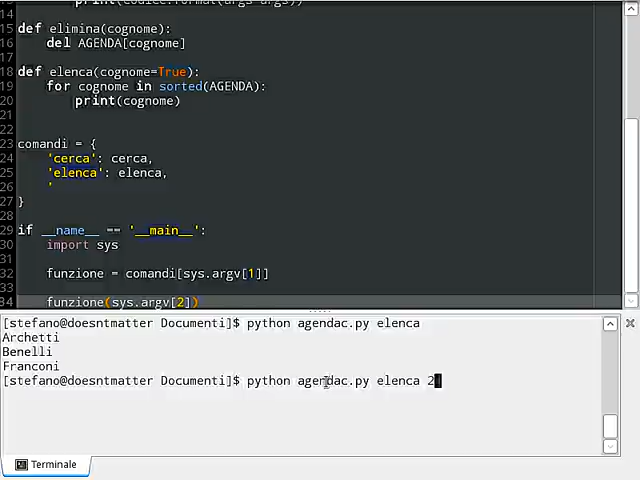 14
15 def elimina(cognome):
16 del AGENDA[cognome]
17
18 def elenca(cognome=True):
19 for cognome in sorted(AGENDA):
20 print(cognome)
21
22
23 comandi = {
24 'cerca': cerca,
25 'elenca': elenca,
26 '
27 }
28
29 if __name__ == '__main__':
30 import sys
31
32 funzione = comandi[sys.argv[1]]
33
34 funzione(sys.argv[2])
[stefano@doesntmatter Documenti]$ python agendac.py elenca
Archetti
Benelli
Franconi
[stefano@doesntmatter Documenti]$ python agendac.py elenca 2
Terminale